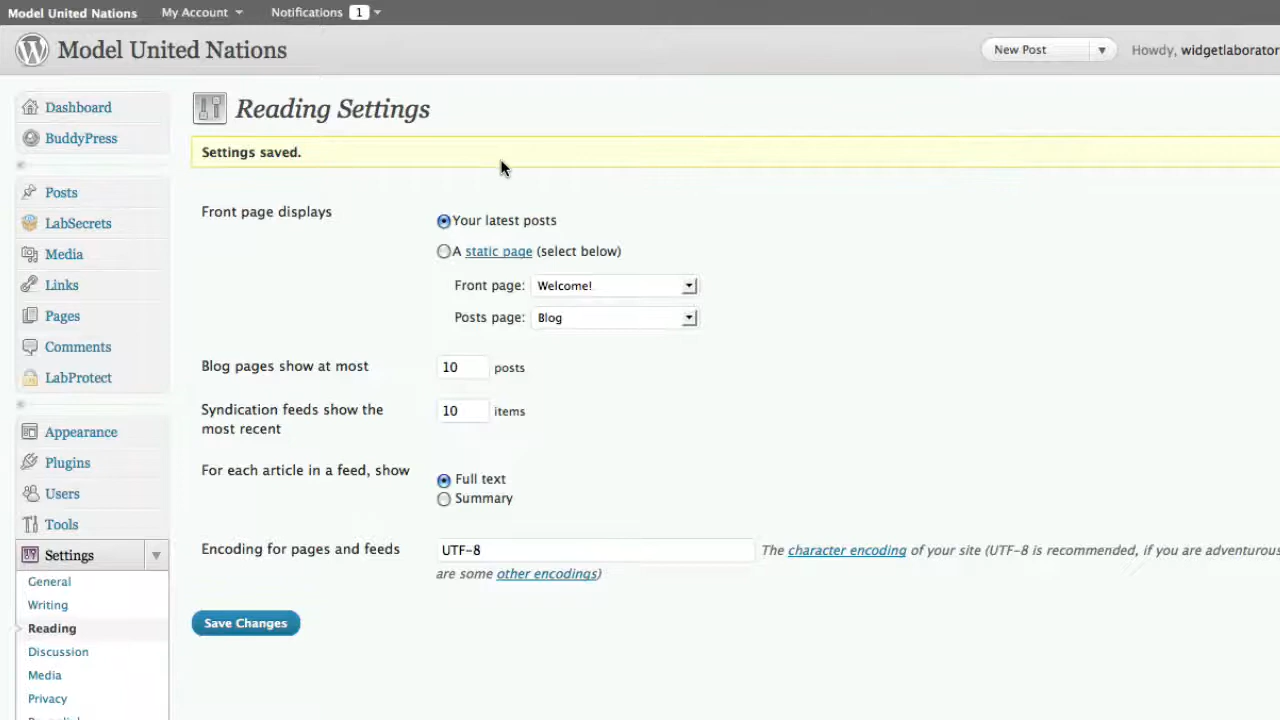 Model United Nations My Account Notifications 1
Model United Nations New Post Howdy, widgetlaborator
Dashboard
BuddyPress
Posts
LabSecrets
Media
Links
Pages
Comments
LabProtect
Appearance
Plugins
Users
Tools
Settings
General
Writing
Reading
Discussion
Media
Privacy
Reading Settings
Settings saved.
Front page displays
Your latest posts
A static page (select below)
Front page: Welcome!
Posts page: Blog
Blog pages show at most 10 posts
Syndication feeds show the
most recent
10 items
For each article in a feed, show
Full text
Summary
Encoding for pages and feeds UTF-8 The character encoding of your site (UTF-8 is recommended, if you are adventurous
are some other encodings)
Save Changes